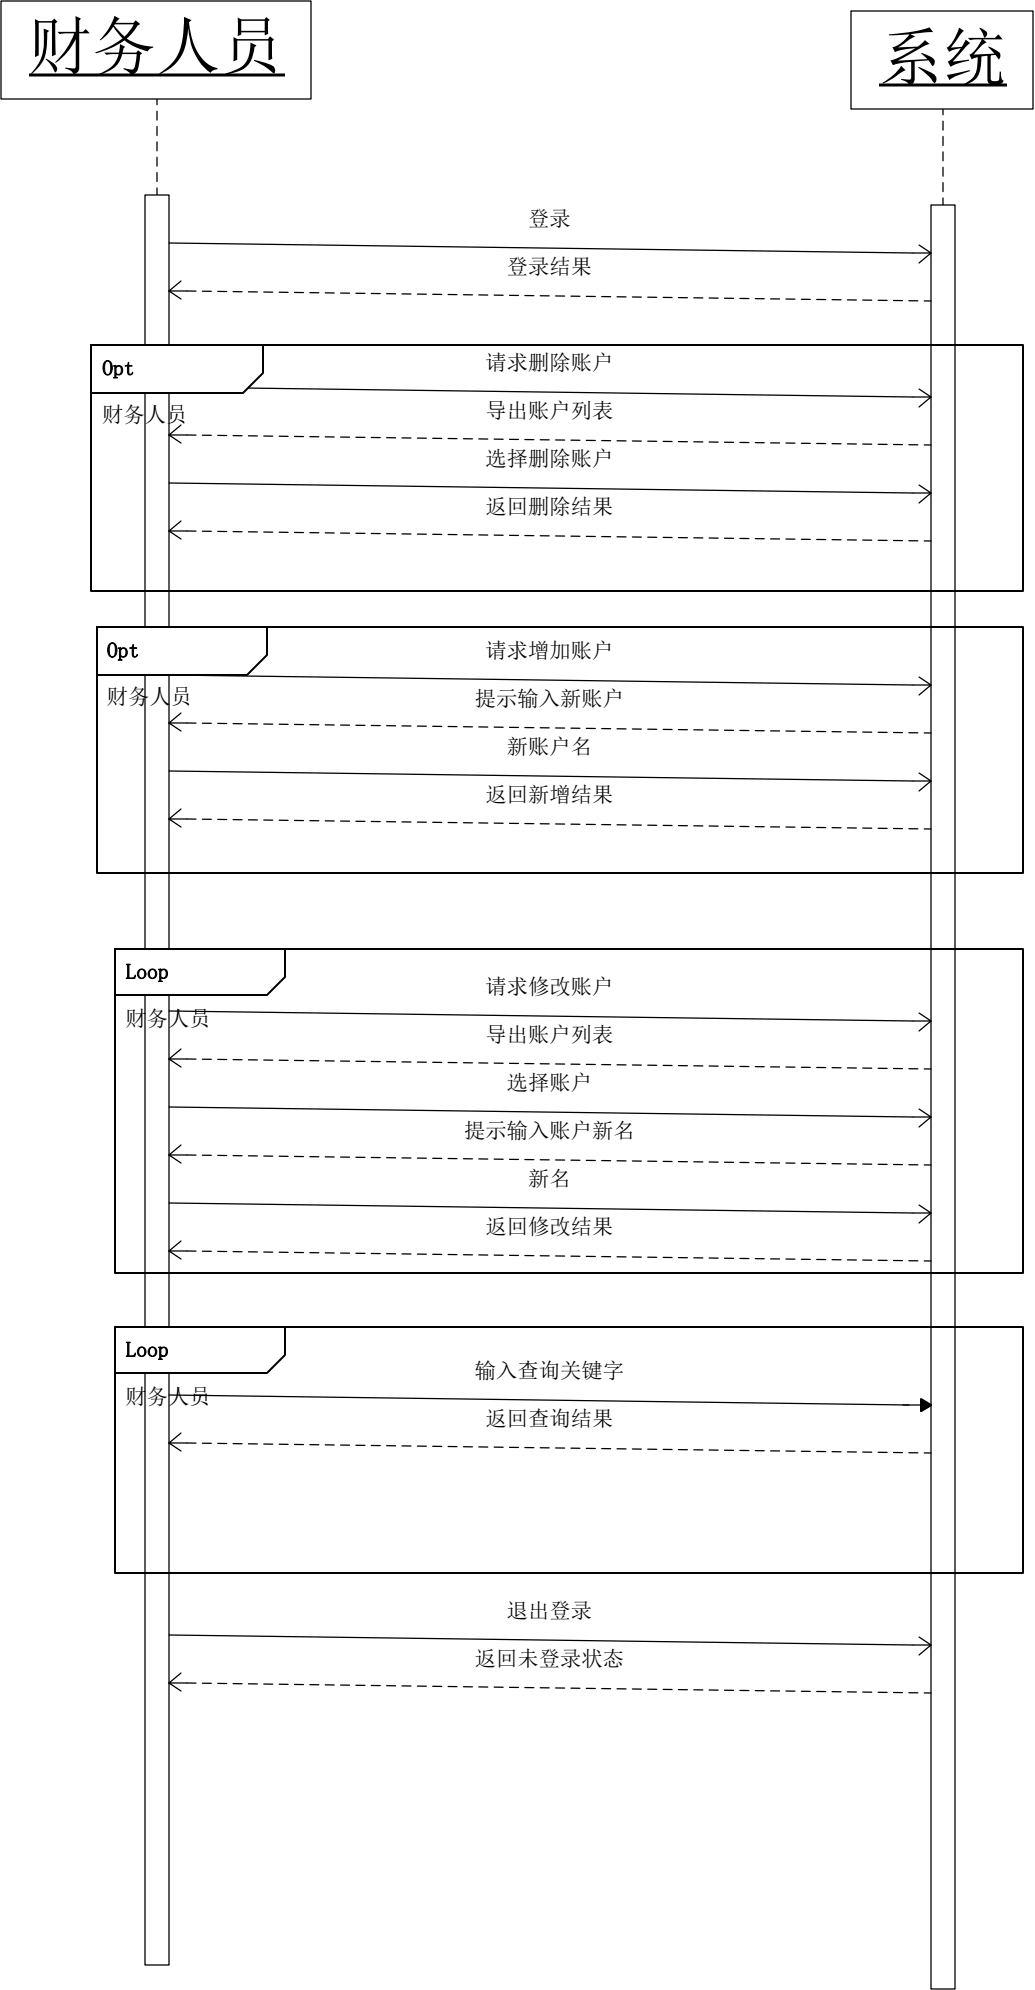 财务人员
系统
登录
登录结果
Opt
请求删除账户
财务人员
导出账户列表
选择删除账户
返回删除结果
Opt
请求增加账户
财务人员
提示输入新账户
新账户名
返回新增结果
Loop
请求修改账户
财务人员
导出账户列表
选择账户
提示输入账户新名
新名
返回修改结果
Loop
输入查询关键字
财务人员
返回查询结果
退出登录
返回未登录状态